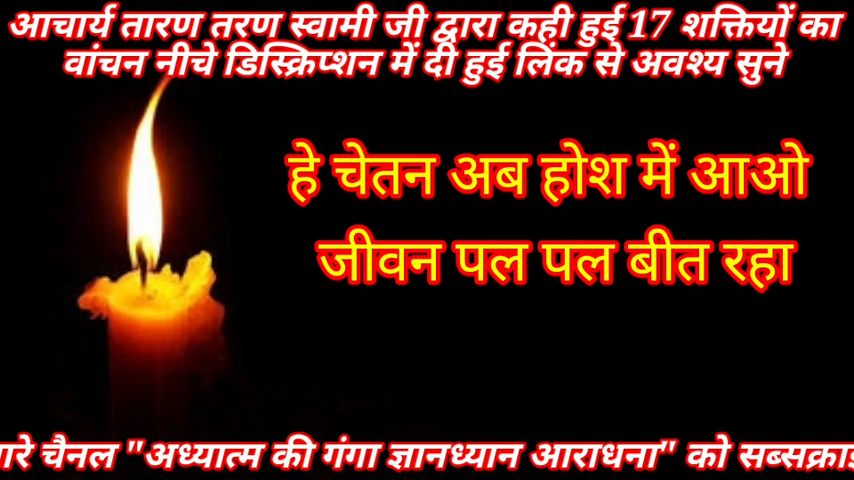 आचार्य तारण तरण स्वामी जी द्वारा कही हुई 17 शक्तियों का
वांचन नीचे डिस्क्रिप्शन में दी हुई लिंक से अवश्य सुने
हे चेतन अब होश में आओ
जीवन पल पल बीत रहा
चैनल "अध्यात्म की गंगा ज्ञानध्यान आराधना" को